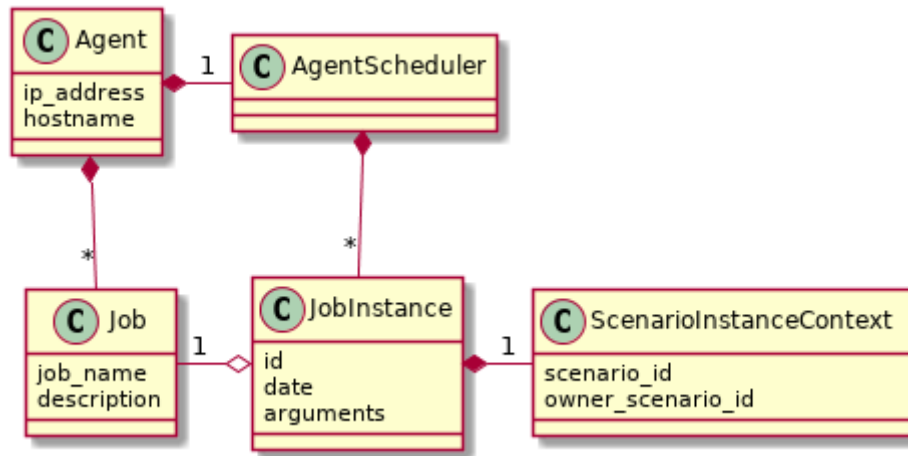 C Agent
ip_address
hostname
1
C AgentScheduler
*
*
C Job
job_name
description
1
C JobInstance
id
date
arguments
1
C ScenarioInstanceContext
scenario_id
owner_scenario_id